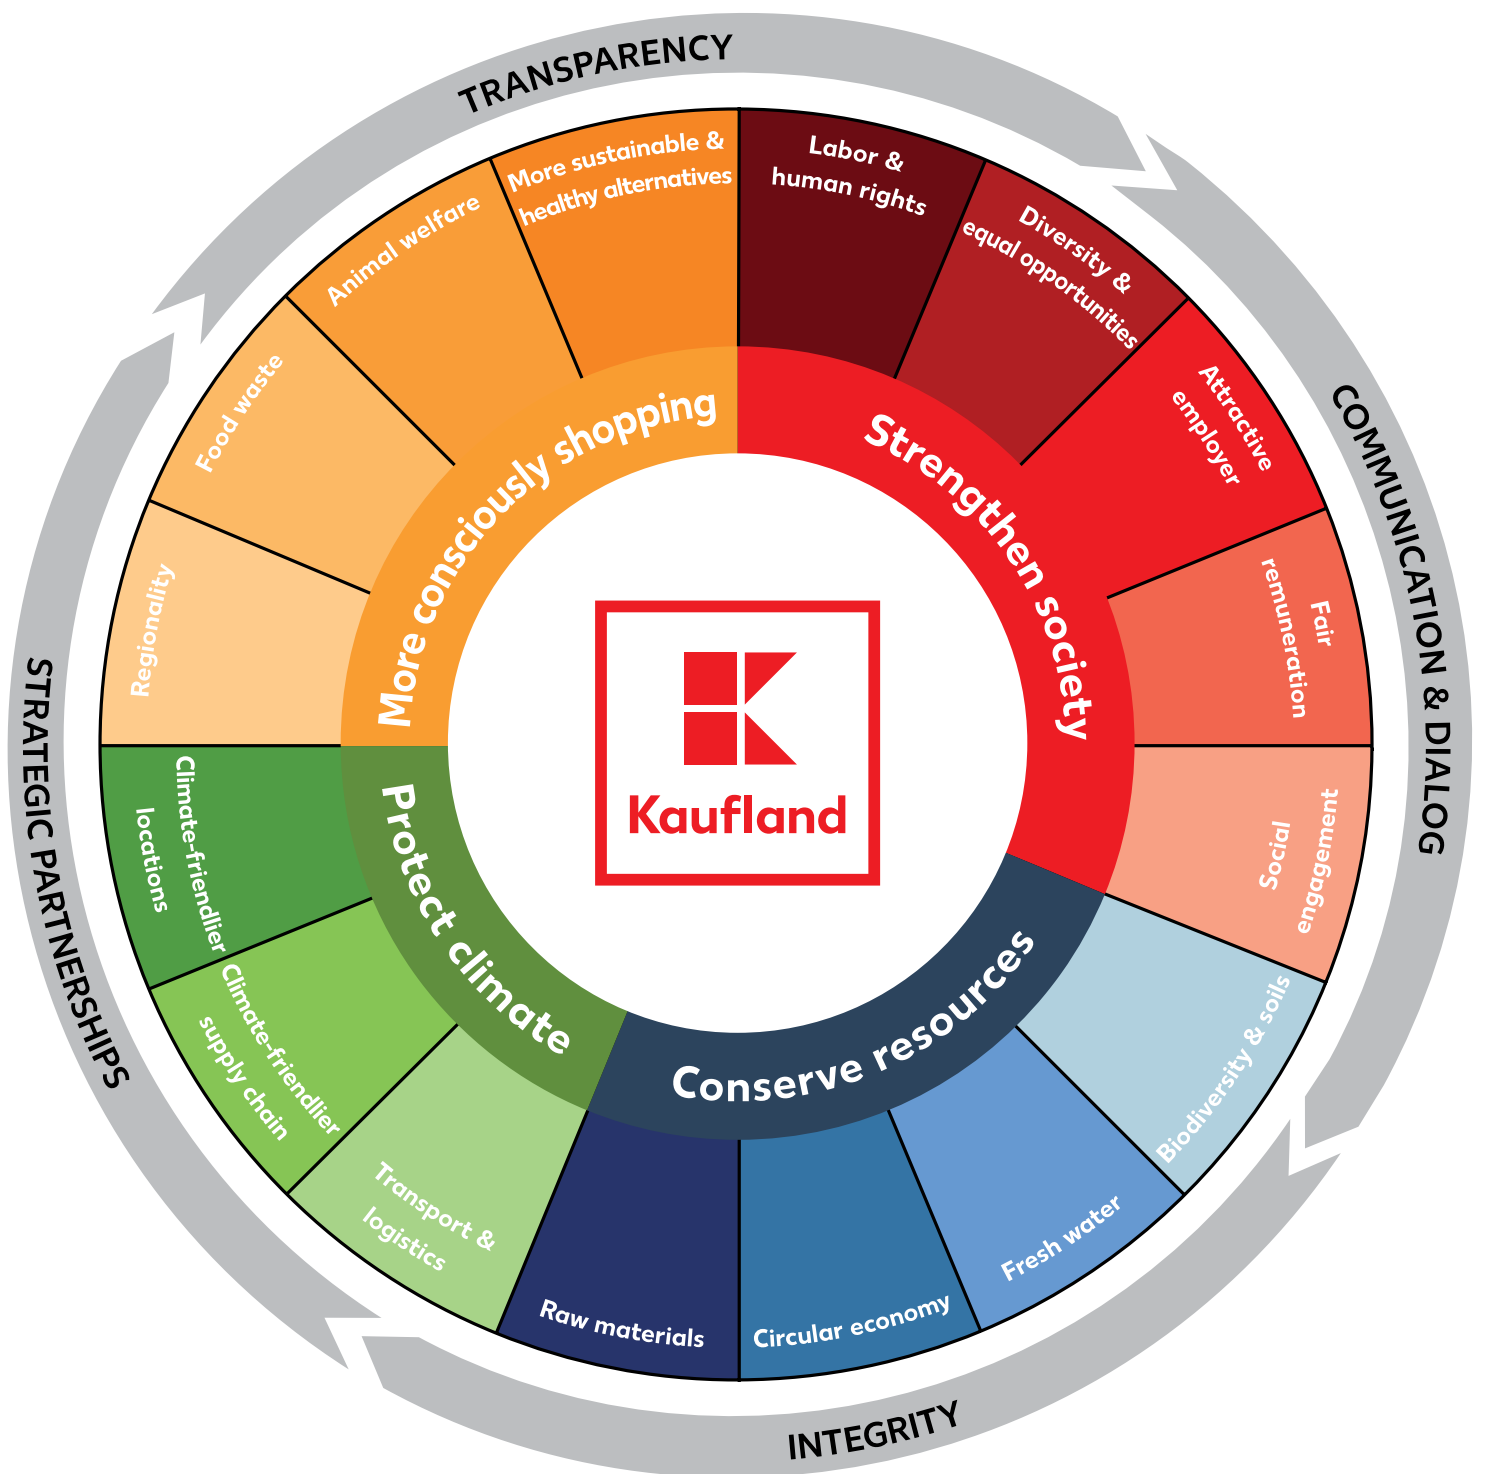 TRANSPARENCY
COMMUNICATION & DIALOG
INTEGRITY
STRATEGIC PARTNERSHIPS
Labor &
human rights
Diversity &
equal opportunities
Attractive
employer
Fair
remuneration
Social
engagement
Biodiversity & soils
Fresh water
Circular economy
Raw materials
Transport &
logistics
Climate-friendlier
supply chain
Climate-friendlier
locations
Regionality
Food waste
Animal welfare
More sustainable &
healthy alternatives
Strengthen society
Conserve resources
Protect climate
More consciously shopping
Kaufland